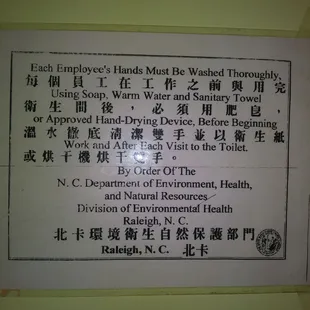 Each Employee's Hands Must Be Washed Thoroughly,
每個員工在工作之前與用完
Using Soap, Warm Water and Sanitary Towel
衛生間後，必須用肥皂，
or Approved Hand-Drying Device, Before Beginning
溫水徹底清潔雙手並以衛生紙
Work and After Each Visit to the Toilet.
或烘干機烘干雙手。
By Order Of The
N. C. Department of Environment, Health,
and Natural Resources
Division of Environmental Health
Raleigh, N. C.
北卡環境衛生自然保護部門
Raleigh, N. C. 北卡